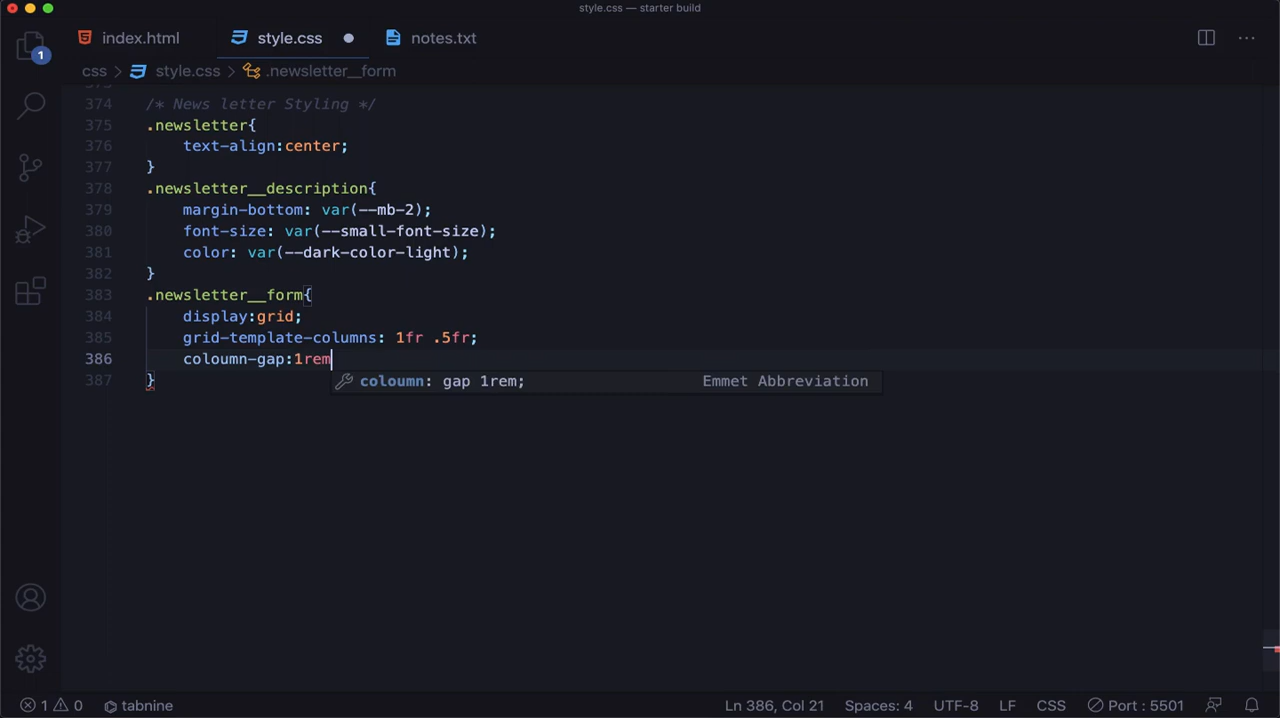 style.css — starter build
index.html style.css notes.txt
1
css > style.css > .newsletter__form
374 /* News letter Styling */
375 .newsletter{
376 text-align:center;
377 }
378 .newsletter__description{
379 margin-bottom: var(--mb-2);
380 font-size: var(--small-font-size);
381 color: var(--dark-color-light);
382 }
383 .newsletter__form{
384 display:grid;
385 grid-template-columns: 1fr .5fr;
386 coloumn-gap:1rem
coloumn: gap 1rem; Emmet Abbreviation
387 }
1 0 tabnine Ln 386, Col 21 Spaces: 4 UTF-8 LF CSS Port : 5501